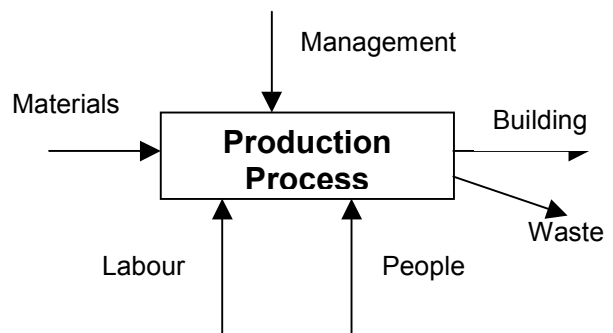 Management
Materials
Building
Production
Process
Waste
Labour
People